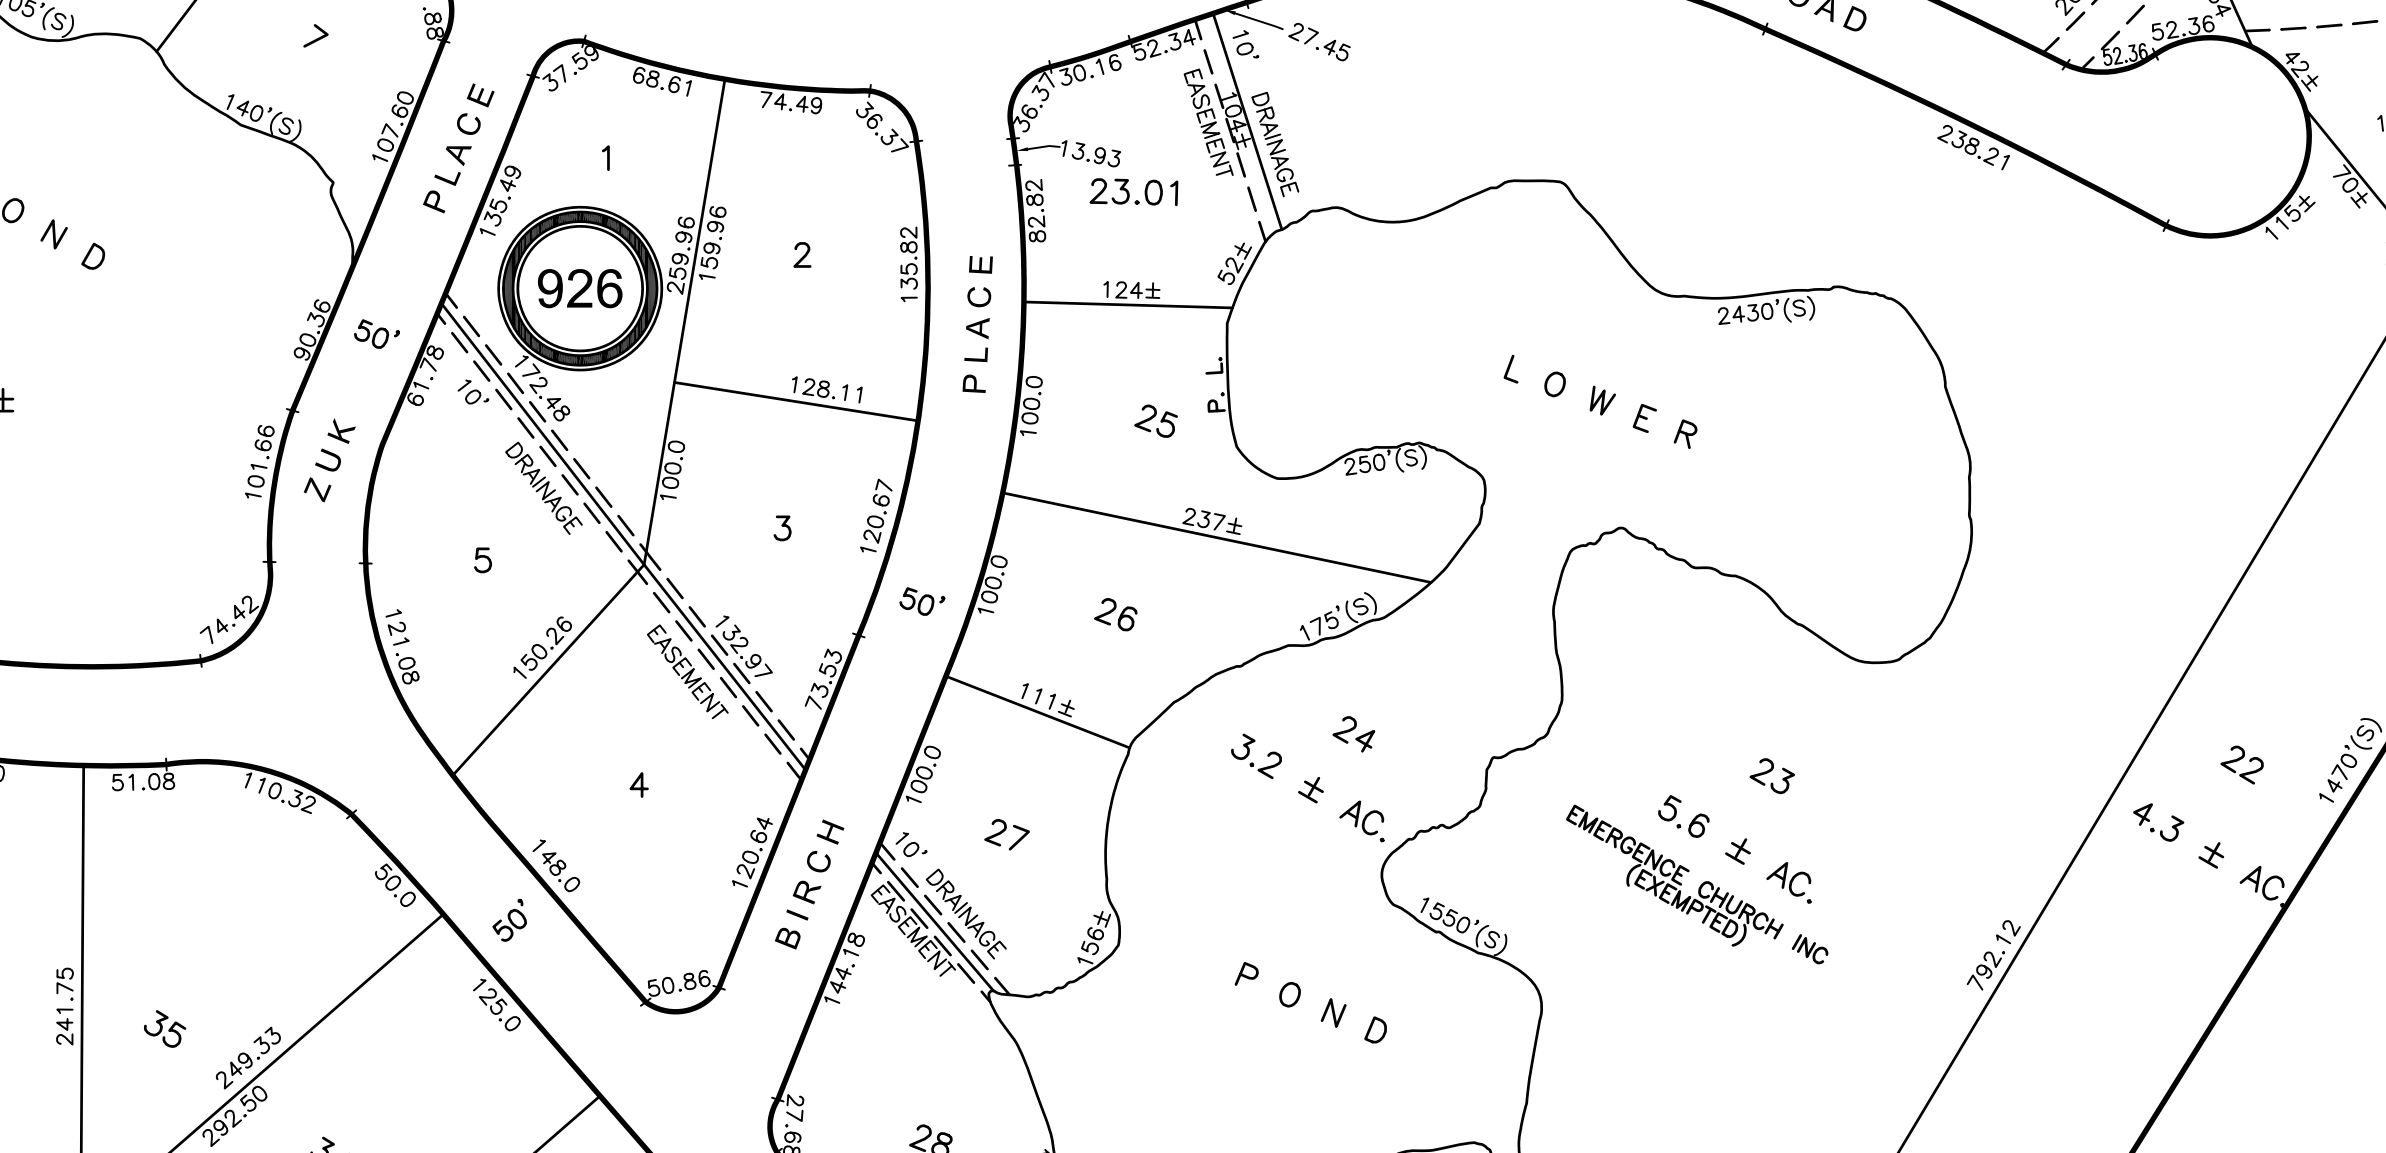 7
140'(S)
107.60
PLACE
37.59
68.61
74.49
36.37
135.49
1
926
259.96
159.96
2
135.82
128.11
OND
90.36
50'
61.78
101.66
ZUK
74.42
172.48
10'
DRAINAGE
EASEMENT
100.0
3
120.67
5
121.08
150.26
132.97
73.53
4
148.0
120.64
50.86
51.08
110.32
50.0
50'
125.0
241.75
35
249.33
292.50
36.37
30.16
52.34
27.45
10'
DRAINAGE
EASEMENT
104±
13.93
23.01
82.82
52±
124±
PLACE
BIRCH
50'
100.0
25
P. L.
250'(S)
237±
100.0
26
175'(S)
111±
100.0
27
10' DRAINAGE
EASEMENT
156±
144.18
27.68
28
OAD
52.36
52.36
42±
70±
115±
238.21
2430'(S)
LOWER
POND
24
3.2 ± AC.
23
5.6 ± AC.
EMERGENCE CHURCH INC
(EXEMPTED)
1550'(S)
22
4.3 ± AC.
792.12
1470'(S)